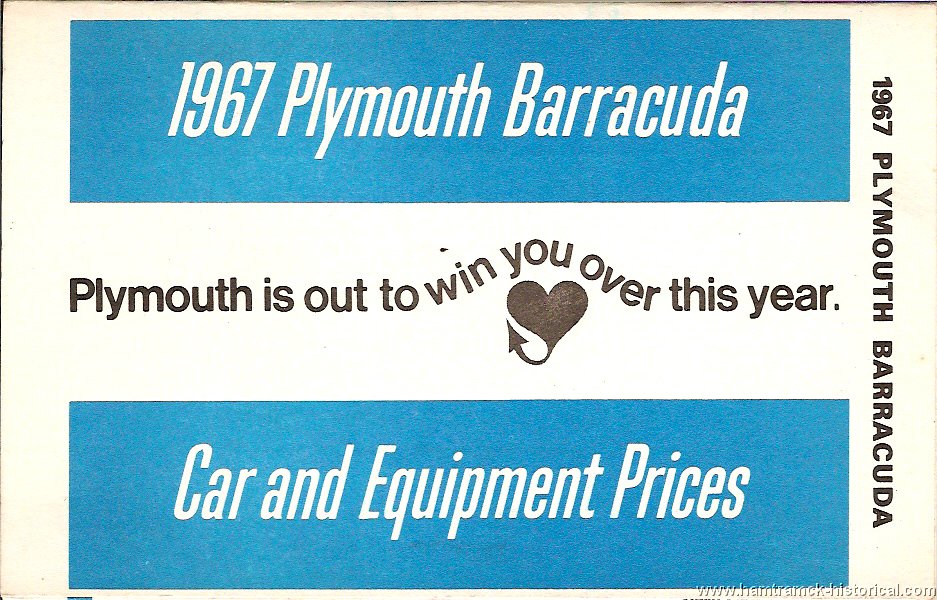 1967 Plymouth Barracuda
Plymouth is out to win you over this year.
Car and Equipment Prices
1967 PLYMOUTH BARRACUDA
www.hamtramck-historical.com